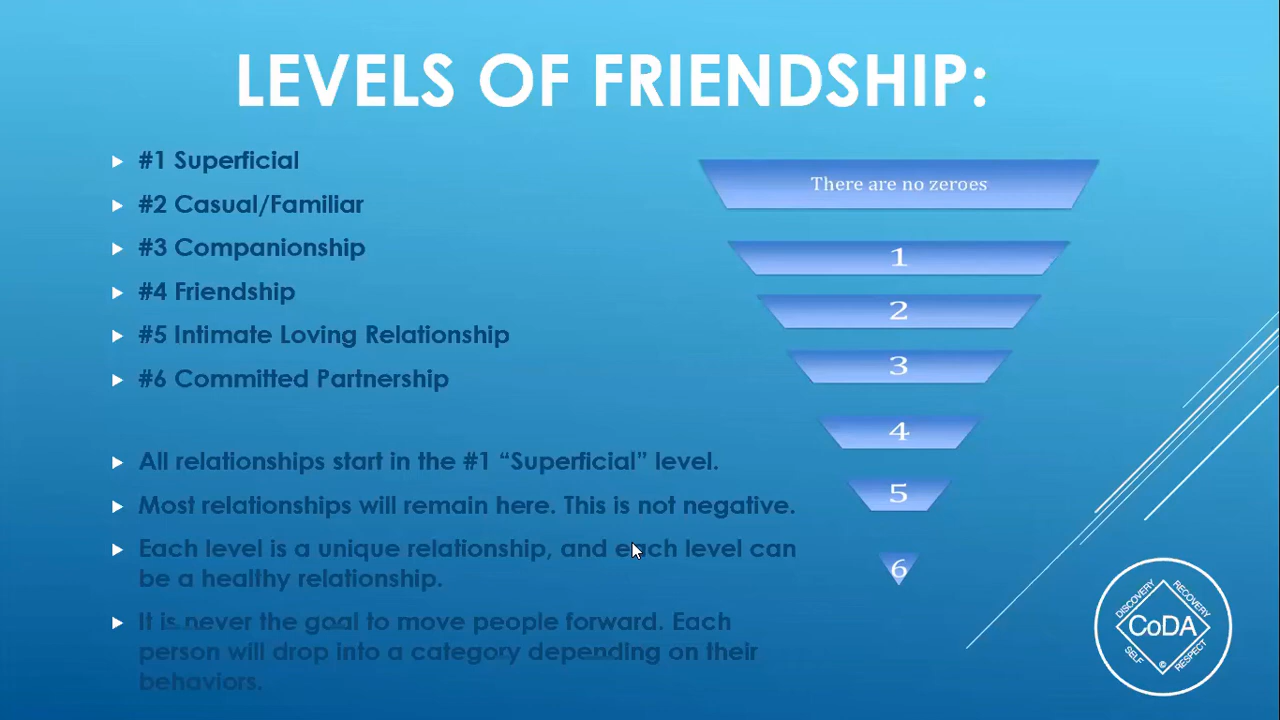 LEVELS OF FRIENDSHIP:
#1 Superficial
#2 Casual/Familiar
#3 Companionship
#4 Friendship
#5 Intimate Loving Relationship
#6 Committed Partnership
All relationships start in the #1 “Superficial” level.
Most relationships will remain here. This is not negative.
Each level is a unique relationship, and each level can
be a healthy relationship.
It is never the goal to move people forward. Each
person will drop into a category depending on their
behaviors.
There are no zeroes
1
2
3
4
5
6
DISCOVERY
RECOVERY
CoDA
SELF
RESPECT
©